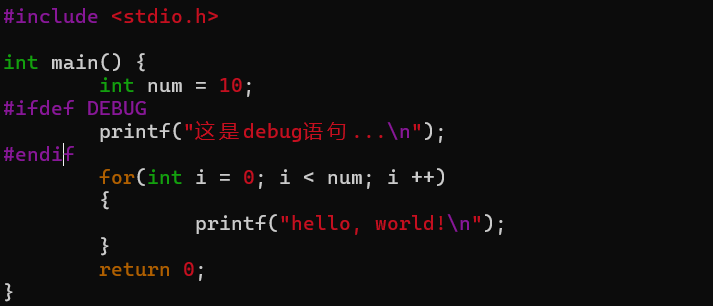 #include <stdio.h>
int main() {
        int num = 10;
#ifdef DEBUG
        printf("这是debug语句...\n");
#endif
        for(int i = 0; i < num; i ++)
        {
                printf("hello, world!\n");
        }
        return 0;
}